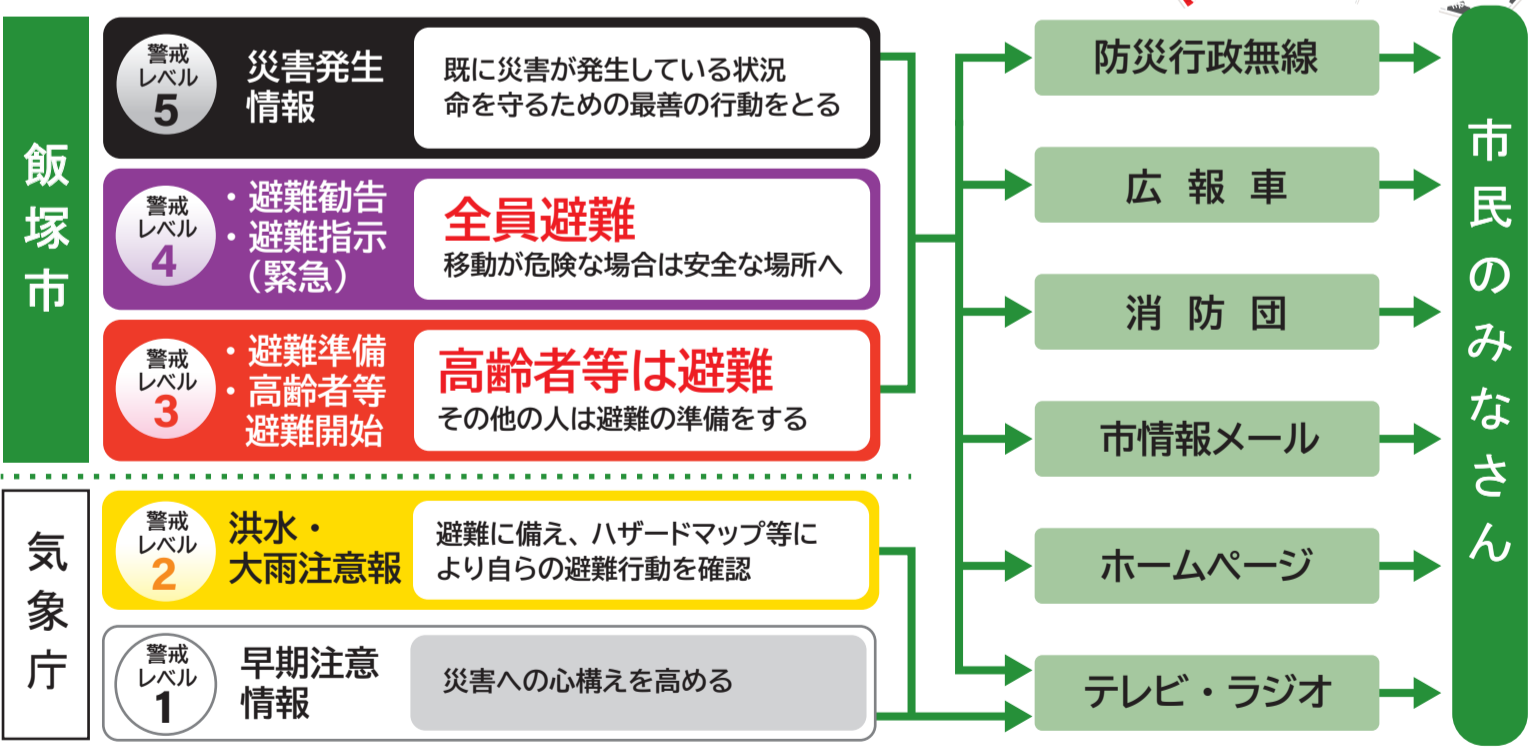 飯塚市
警戒
レベル
5
災害発生
情報
既に災害が発生している状況
命を守るための最善の行動をとる
警戒
レベル
4
・避難勧告
・避難指示
（緊急）
全員避難
移動が危険な場合は安全な場所へ
警戒
レベル
3
・避難準備
・高齢者等
避難開始
高齢者等は避難
その他の人は避難の準備をする
気象庁
警戒
レベル
2
洪水・
大雨注意報
避難に備え、ハザードマップ等に
より自らの避難行動を確認
警戒
レベル
1
早期注意
情報
災害への心構えを高める
防災行政無線
広報車
消防団
市情報メール
ホームページ
テレビ・ラジオ
市民のみなさん